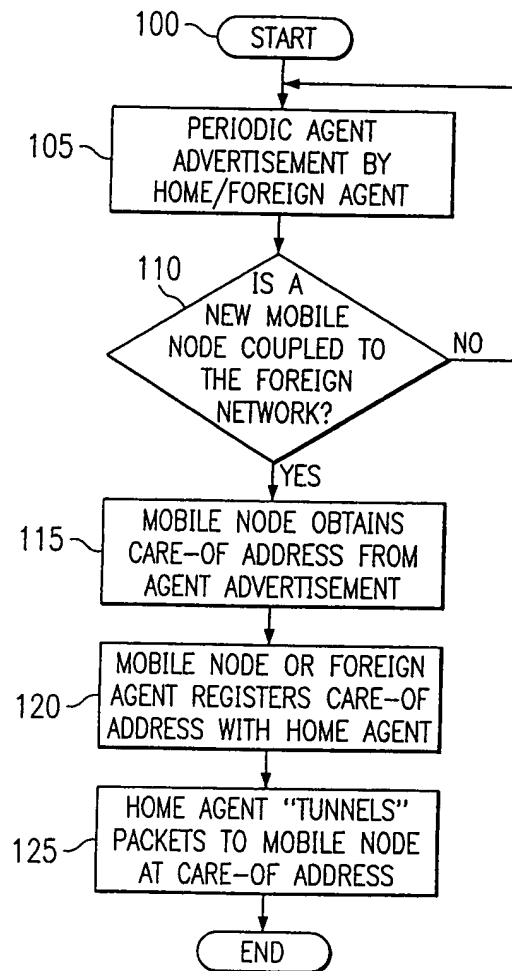 100
START
105
PERIODIC AGENT
ADVERTISEMENT BY
HOME/FOREIGN AGENT
110
IS A
NEW MOBILE
NODE COUPLED TO
THE FOREIGN
NETWORK?
NO
YES
115
MOBILE NODE OBTAINS
CARE-OF ADDRESS FROM
AGENT ADVERTISEMENT
120
MOBILE NODE OR FOREIGN
AGENT REGISTERS CARE-OF
ADDRESS WITH HOME AGENT
125
HOME AGENT "TUNNELS"
PACKETS TO MOBILE NODE
AT CARE-OF ADDRESS
END